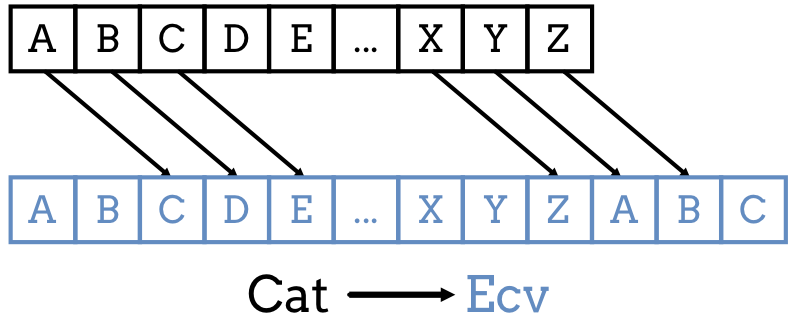 A B C D E ... X Y Z
A B C D E ... X Y Z A B C
Cat Ecv